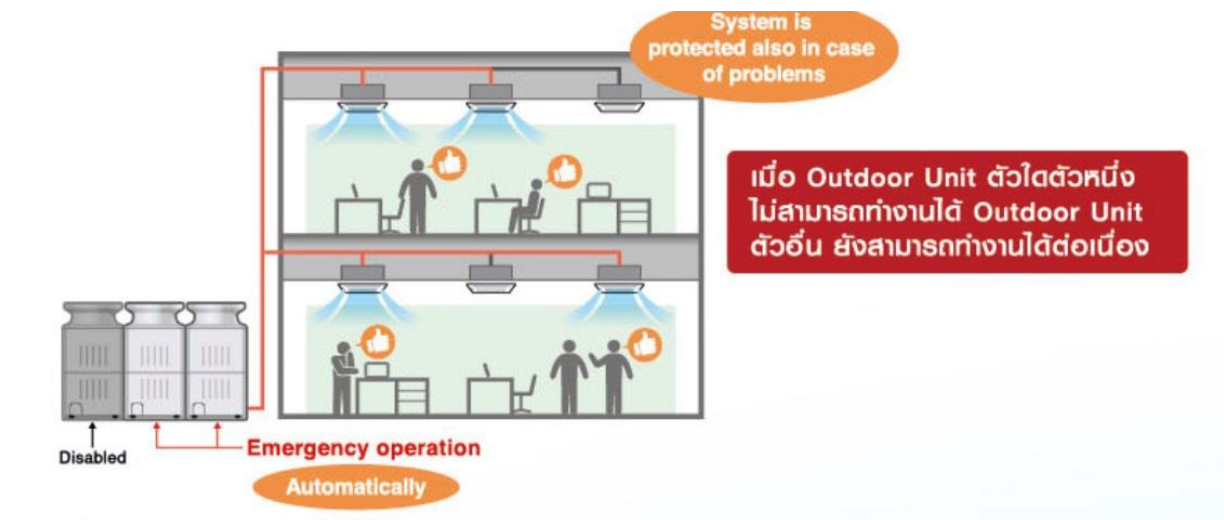 System is
protected also in case
of problems
เมื่อ Outdoor Unit ตัวใดตัวหนึ่ง
ไม่สามารถทำงานได้ Outdoor Unit
ตัวอื่น ยังสามารถทำงานได้ต่อเนื่อง
Disabled
Emergency operation
Automatically